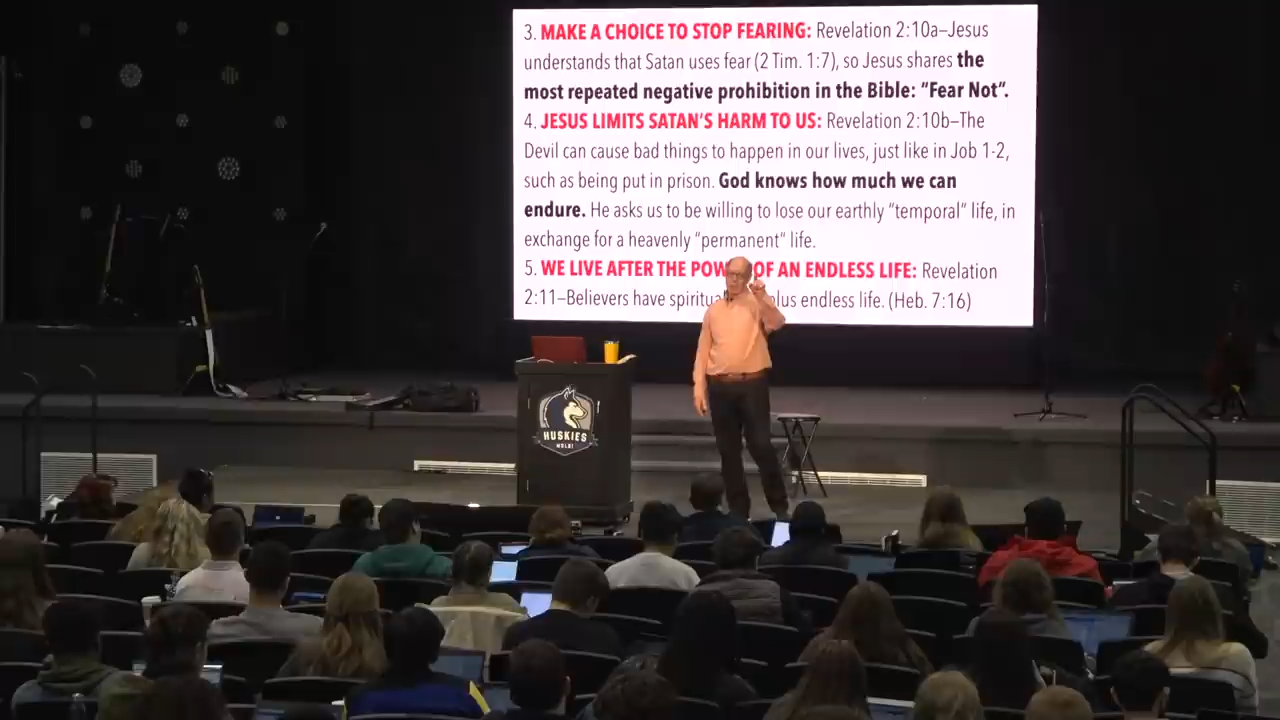 3. MAKE A CHOICE TO STOP FEARING: Revelation 2:10a–Jesus
understands that Satan uses fear (2 Tim. 1:7), so Jesus shares the
most repeated negative prohibition in the Bible: “Fear Not”.
4. JESUS LIMITS SATAN’S HARM TO US: Revelation 2:10b–The
Devil can cause bad things to happen in our lives, just like in Job 1-2,
such as being put in prison. God knows how much we can
endure. He asks us to be willing to lose our earthly “temporal” life, in
exchange for a heavenly “permanent” life.
5. WE LIVE AFTER THE POW OF AN ENDLESS LIFE: Revelation
2:11–Believers have spiritu plus endless life. (Heb. 7:16)
HUSKIES